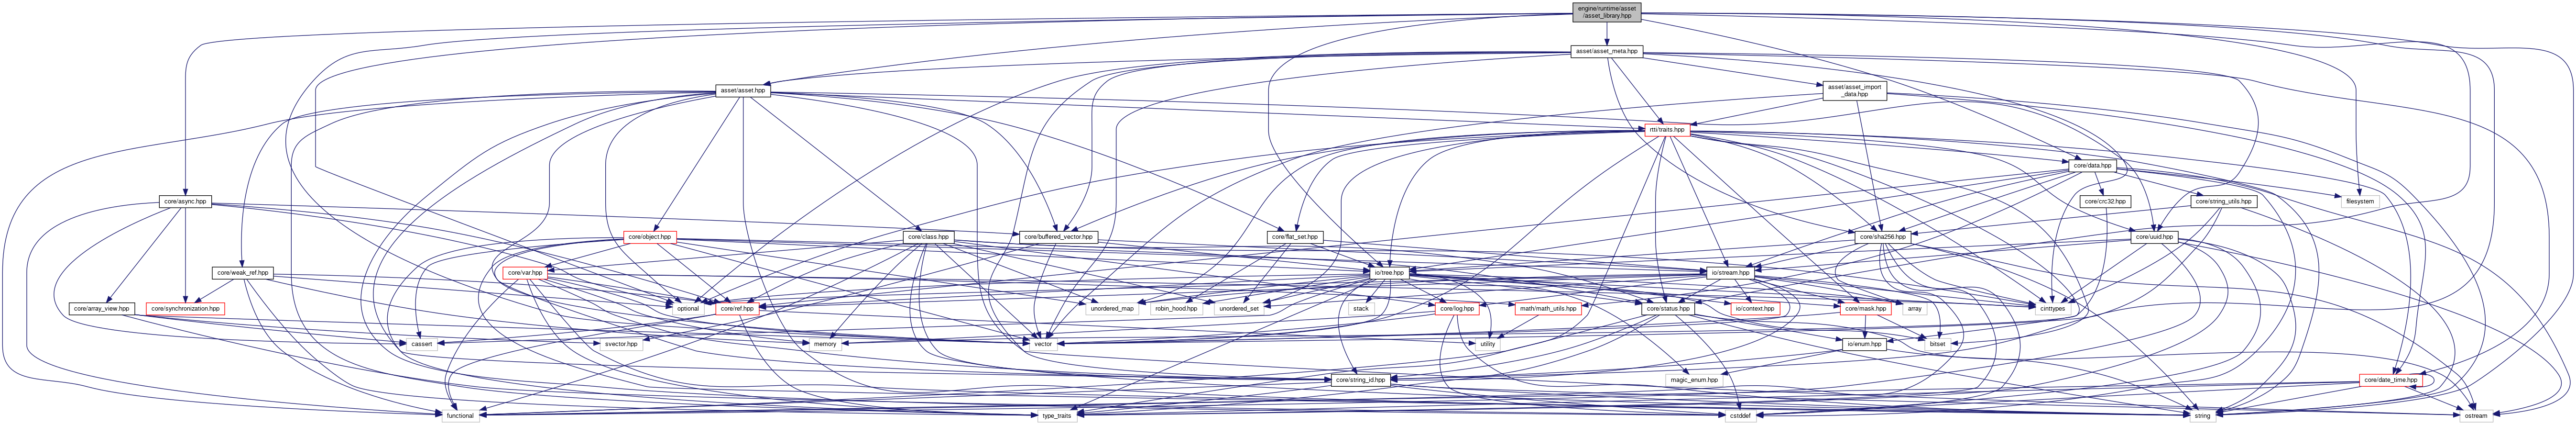 engine/runtime/asset
/asset_library.hpp
asset/asset_meta.hpp
asset/asset.hpp
asset/asset_import
_data.hpp
rtti/traits.hpp
core/data.hpp
core/async.hpp
core/crc32.hpp
core/string_utils.hpp
filesystem
core/object.hpp
core/class.hpp
core/buffered_vector.hpp
core/flat_set.hpp
core/sha256.hpp
core/uuid.hpp
core/weak_ref.hpp
core/var.hpp
io/tree.hpp
io/stream.hpp
core/array_view.hpp
core/synchronization.hpp
optional
core/ref.hpp
unordered_map
robin_hood.hpp
unordered_set
stack
core/log.hpp
math/math_utils.hpp
core/status.hpp
io/context.hpp
core/mask.hpp
array
cinttypes
cassert
svector.hpp
memory
vector
utility
io/enum.hpp
bitset
core/string_id.hpp
magic_enum.hpp
core/date_time.hpp
functional
type_traits
cstddef
string
ostream